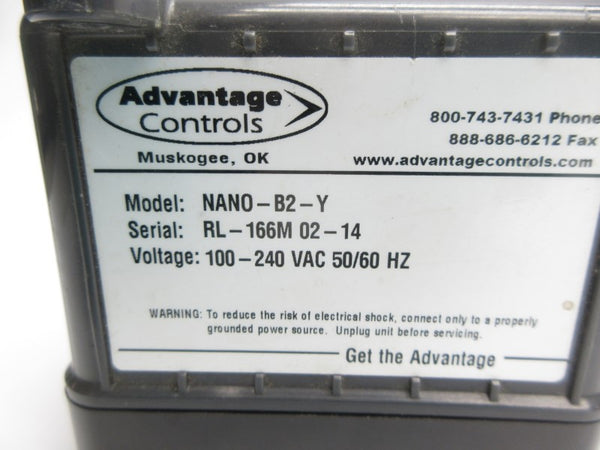 Advantage
Controls
Muskogee, OK
800-743-7431 Phone
888-686-6212 Fax
www.advantagecontrols.com
Model: NANO-B2-Y
Serial: RL-166M 02-14
Voltage: 100-240 VAC 50/60 HZ
WARNING: To reduce the risk of electrical shock, connect only to a properly
grounded power source. Unplug unit before servicing.
Get the Advantage